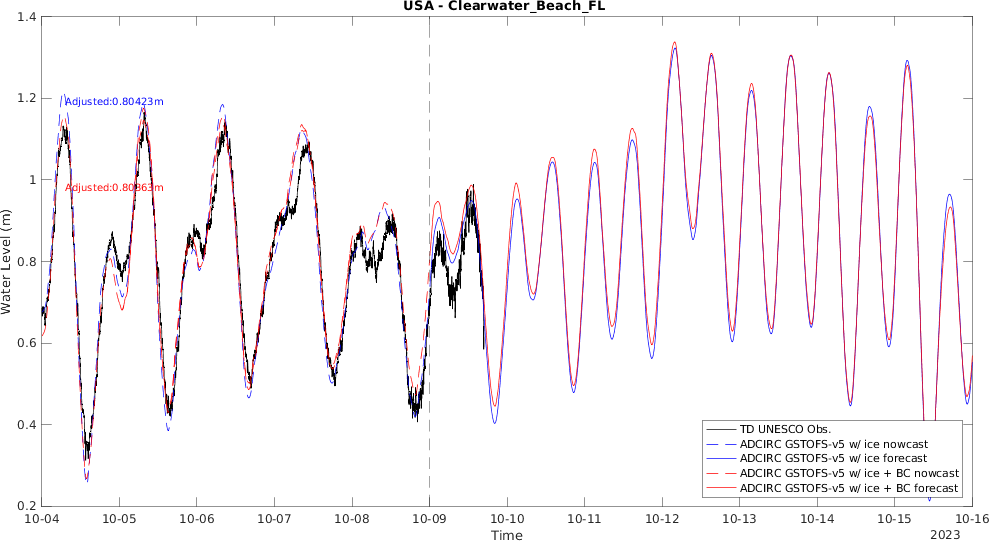 USA - Clearwater_Beach_FL
1.4
1.2
1
0.8
0.6
0.4
0.2
Water Level (m)
Adjusted:0.80423m
Adjusted:0.80863m
TD UNESCO Obs.
ADCIRC GSTOFS-v5 w/ ice nowcast
ADCIRC GSTOFS-v5 w/ ice forecast
ADCIRC GSTOFS-v5 w/ ice + BC nowcast
ADCIRC GSTOFS-v5 w/ ice + BC forecast
10-04 10-05 10-06 10-07 10-08 10-09 10-10 10-11 10-12 10-13 10-14 10-15 10-16
Time
2023